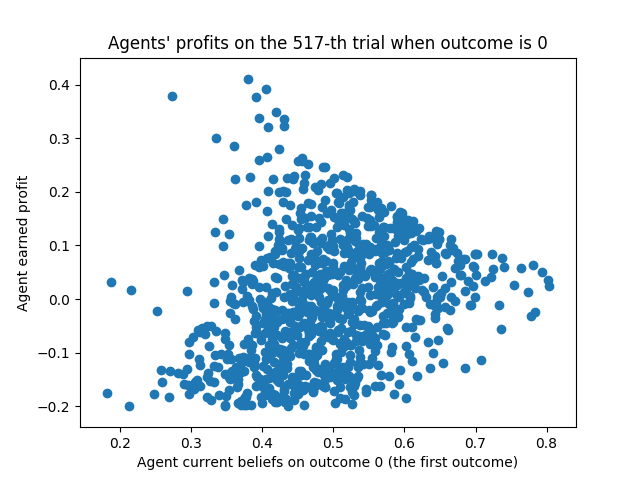 Agents' profits on the 517-th trial when outcome is 0
Agent earned profit
0.4
0.3
0.2
0.1
0.0
−0.1
−0.2
0.2 0.3 0.4 0.5 0.6 0.7 0.8
Agent current beliefs on outcome 0 (the first outcome)